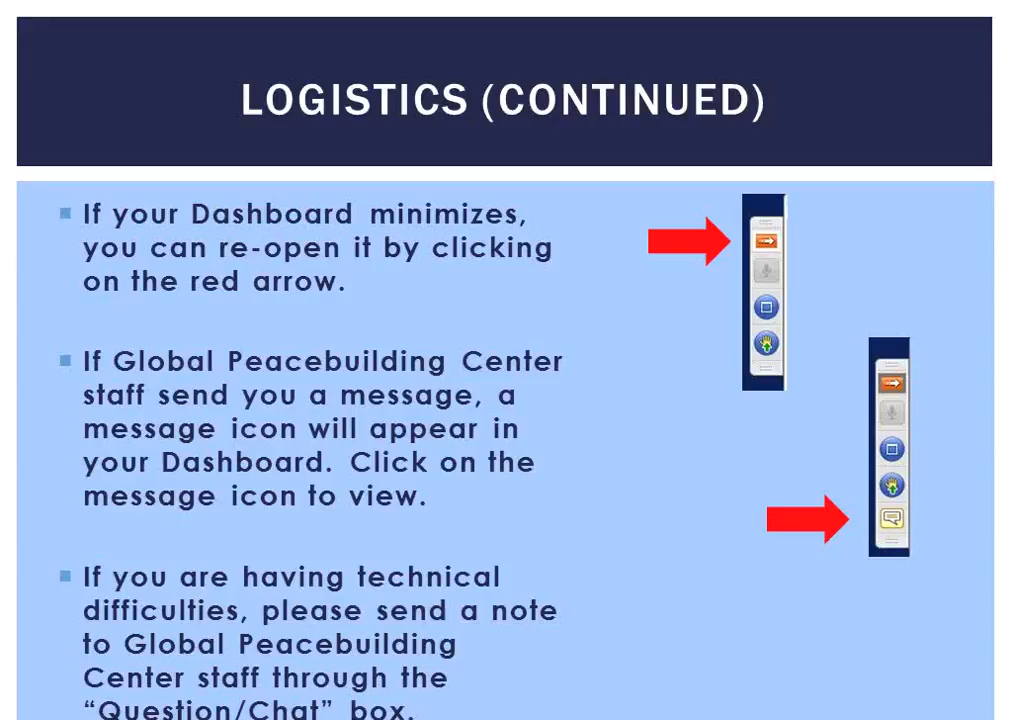 LOGISTICS (CONTINUED)
If your Dashboard minimizes,
you can re-open it by clicking
on the red arrow.
If Global Peacebuilding Center
staff send you a message, a
message icon will appear in
your Dashboard. Click on the
message icon to view.
If you are having technical
difficulties, please send a note
to Global Peacebuilding
Center staff through the
“Question/Chat” box.